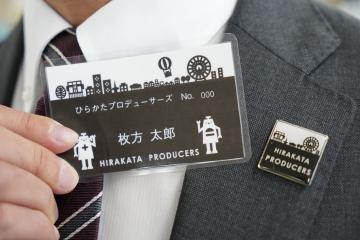 ひらかたプロデューサーズ No. 000
枚方 太郎
HIRAKATA PRODUCERS
HIRAKATA
PRODUCERS